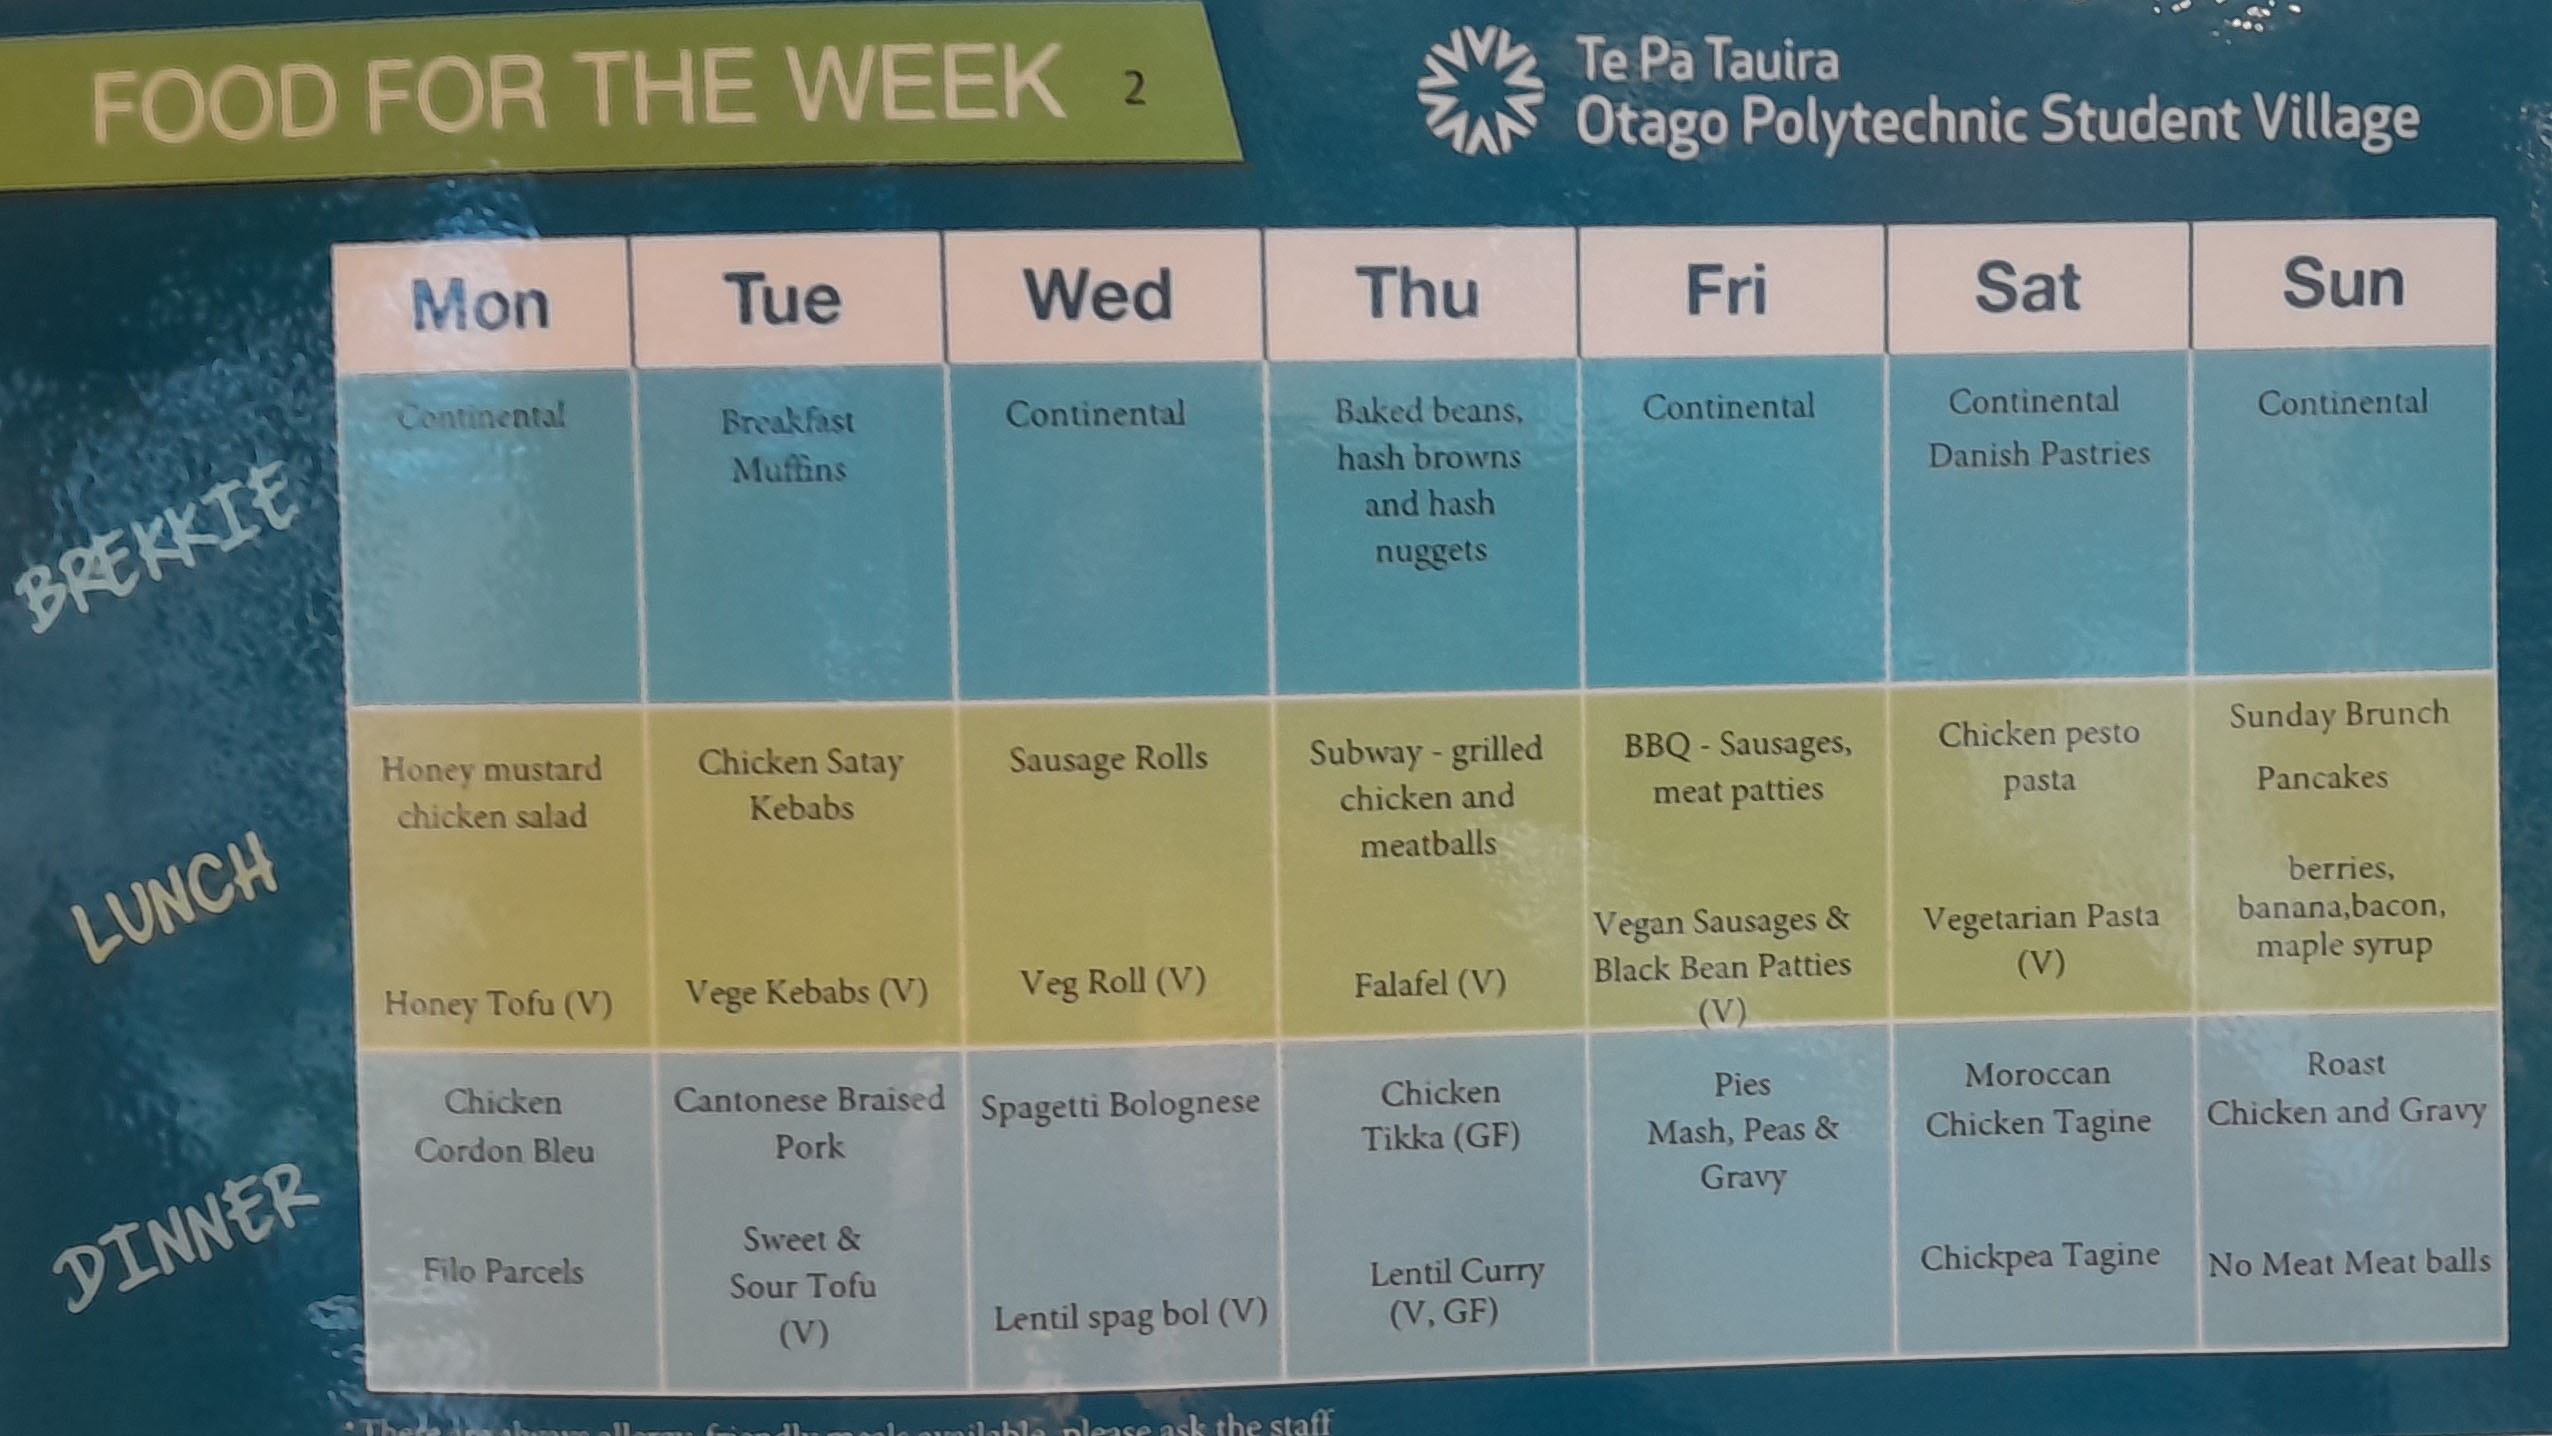 FOOD FOR THE WEEK 2
Te Pā Tauira
Otago Polytechnic Student Village
Mon
Tue
Wed
Thu
Fri
Sat
Sun
BREKKIE
Continental
Breakfast
Muffins
Continental
Baked beans,
hash browns
and hash
nuggets
Continental
Continental
Danish Pastries
Continental
LUNCH
Honey mustard
chicken salad
Honey Tofu (V)
Chicken Satay
Kebabs
Vege Kebabs (V)
Sausage Rolls
Veg Roll (V)
Subway - grilled
chicken and
meatballs
Falafel (V)
BBQ - Sausages,
meat patties
Vegan Sausages &
Black Bean Patties
(V)
Chicken pesto
pasta
Vegetarian Pasta
(V)
Sunday Brunch
Pancakes
berries,
banana,bacon,
maple syrup
DINNER
Chicken
Cordon Bleu
Filo Parcels
Cantonese Braised
Pork
Sweet &
Sour Tofu
(V)
Spagetti Bolognese
Lentil spag bol (V)
Chicken
Tikka (GF)
Lentil Curry
(V, GF)
Pies
Mash, Peas &
Gravy
Moroccan
Chicken Tagine
Chickpea Tagine
Roast
Chicken and Gravy
No Meat Meat balls
allergy friendly meals available, please ask the staff